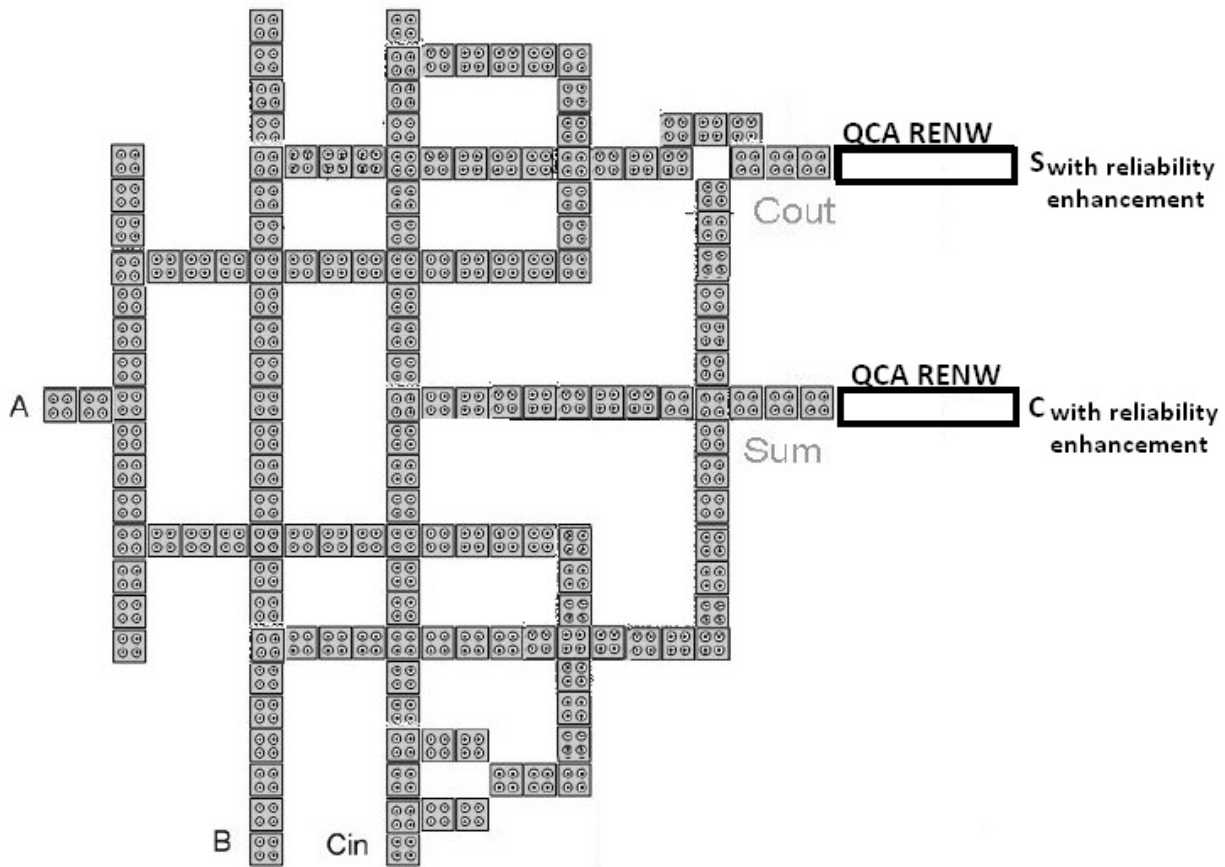 QCA RENW
S with reliability
enhancement
Cout
QCA RENW
A
C with reliability
enhancement
Sum
B
Cin